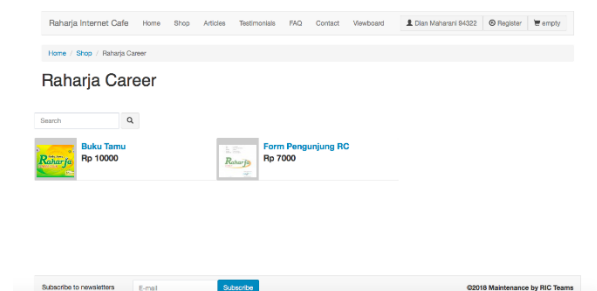 Raharja Internet Cafe Home Shop Articles Testimonials FAQ Contact Viewboard Dian Maharani 94322 Register empty
Home / Shop / Raharja Career
Raharja Career
Search
Buku Tamu
Rp 10000
Raharja
Form Pengunjung RC
Rp 7000
Raharja
Subscribe to newsletters E-mail Subscribe ©2018 Maintenance by RIC Teams